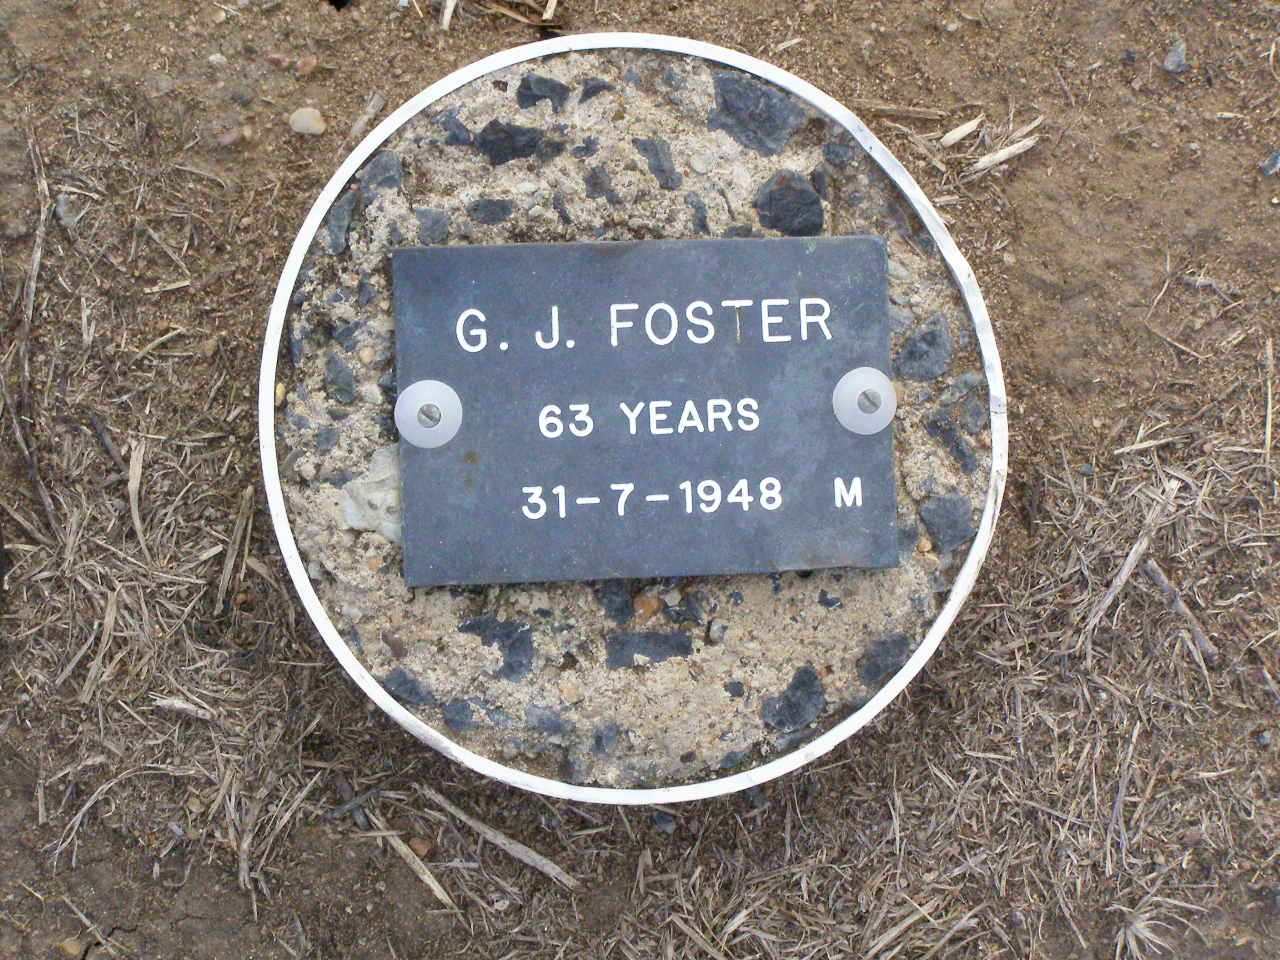 G. J. FOSTER
63 YEARS
31-7-1948 M